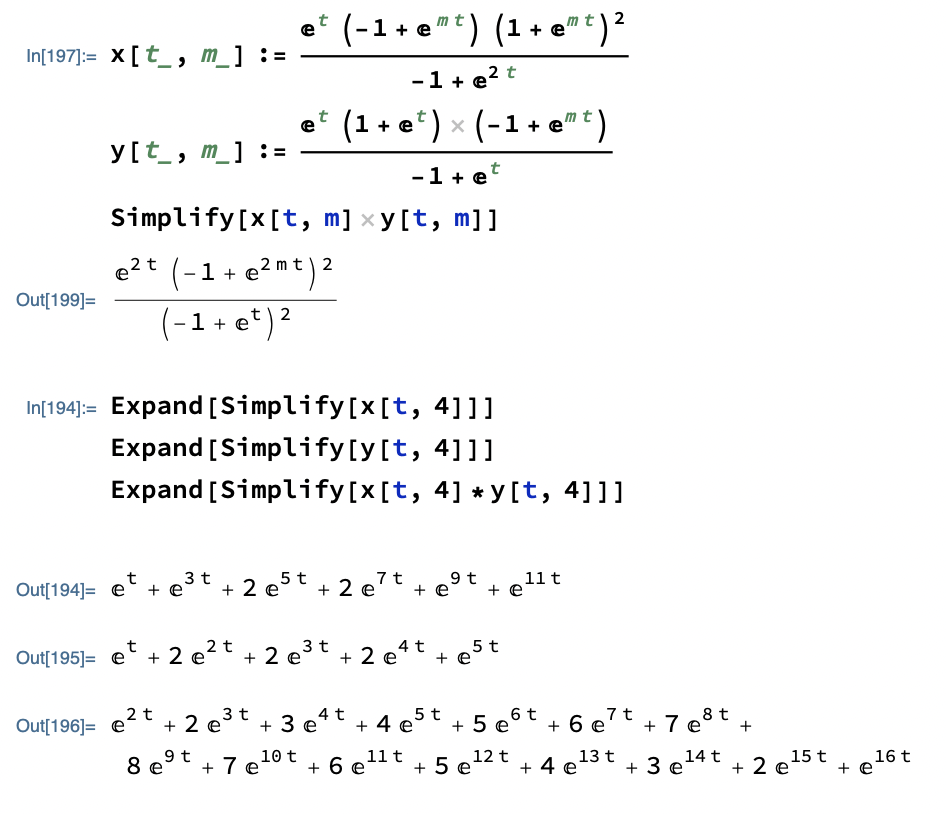 In[197]:= x[t_, m_] := ⅇ^t (-1 + ⅇ^(m t)) (1 + ⅇ^(m t))^2 / (-1 + ⅇ^(2 t))
y[t_, m_] := ⅇ^t (1 + ⅇ^t) × (-1 + ⅇ^(m t)) / (-1 + ⅇ^t)
Simplify[x[t, m] × y[t, m]]
Out[199]= ⅇ^(2 t) (-1 + ⅇ^(2 m t))^2 / (-1 + ⅇ^t)^2
In[194]:= Expand[Simplify[x[t, 4]]]
Expand[Simplify[y[t, 4]]]
Expand[Simplify[x[t, 4] * y[t, 4]]]
Out[194]= ⅇ^t + ⅇ^(3 t) + 2 ⅇ^(5 t) + 2 ⅇ^(7 t) + ⅇ^(9 t) + ⅇ^(11 t)
Out[195]= ⅇ^t + 2 ⅇ^(2 t) + 2 ⅇ^(3 t) + 2 ⅇ^(4 t) + ⅇ^(5 t)
Out[196]= ⅇ^(2 t) + 2 ⅇ^(3 t) + 3 ⅇ^(4 t) + 4 ⅇ^(5 t) + 5 ⅇ^(6 t) + 6 ⅇ^(7 t) + 7 ⅇ^(8 t) +
8 ⅇ^(9 t) + 7 ⅇ^(10 t) + 6 ⅇ^(11 t) + 5 ⅇ^(12 t) + 4 ⅇ^(13 t) + 3 ⅇ^(14 t) + 2 ⅇ^(15 t) + ⅇ^(16 t)